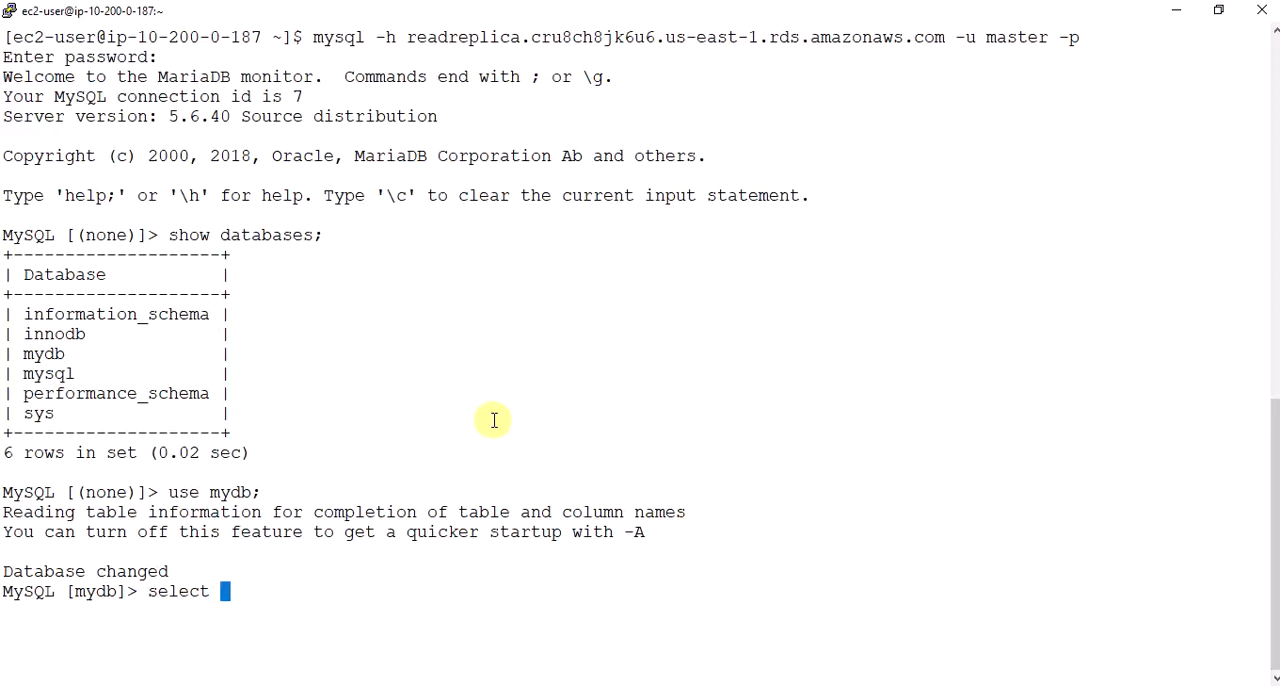 ec2-user@ip-10-200-0-187:~
[ec2-user@ip-10-200-0-187 ~]$ mysql -h readreplica.cru8ch8jk6u6.us-east-1.rds.amazonaws.com -u master -p
Enter password:
Welcome to the MariaDB monitor.  Commands end with ; or \g.
Your MySQL connection id is 7
Server version: 5.6.40 Source distribution
Copyright (c) 2000, 2018, Oracle, MariaDB Corporation Ab and others.
Type 'help;' or '\h' for help. Type '\c' to clear the current input statement.
MySQL [(none)]> show databases;
+--------------------+
| Database           |
+--------------------+
| information_schema |
| innodb             |
| mydb               |
| mysql              |
| performance_schema |
| sys                |
+--------------------+
6 rows in set (0.02 sec)
MySQL [(none)]> use mydb;
Reading table information for completion of table and column names
You can turn off this feature to get a quicker startup with -A
Database changed
MySQL [mydb]> select